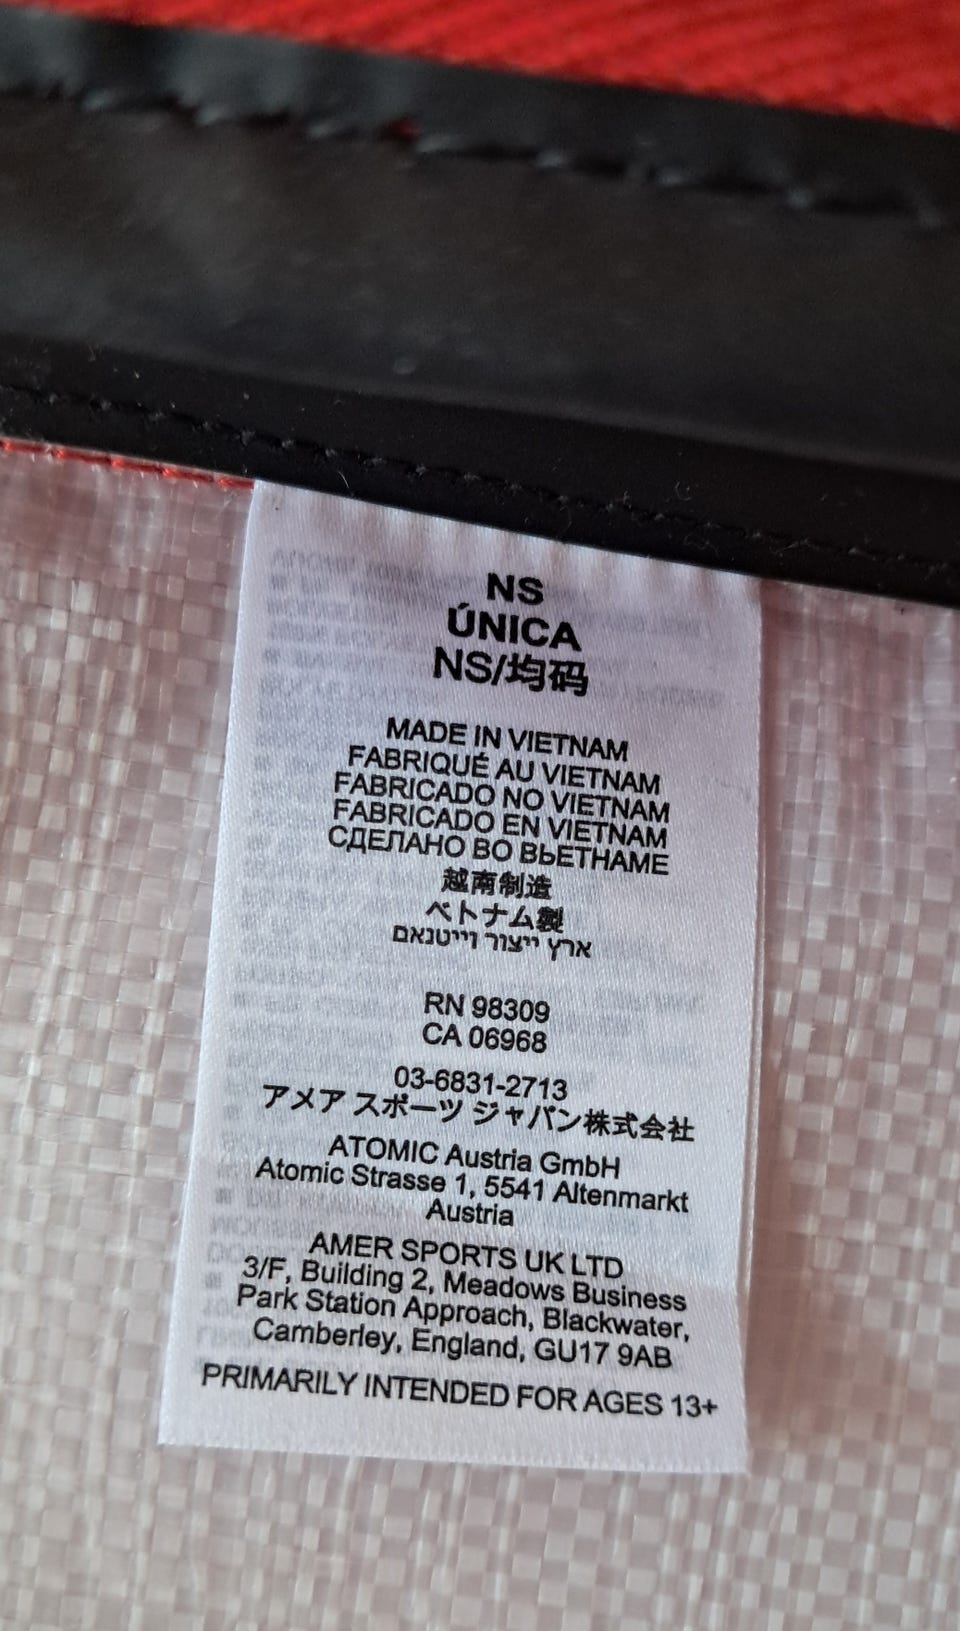 NS
ÚNICA
NS/均码
MADE IN VIETNAM
FABRIQUÉ AU VIETNAM
FABRICADO NO VIETNAM
FABRICADO EN VIETNAM
СДЕЛАНО ВО ВЬЕТНАМЕ
越南制造
ベトナム製
ארץ ייצור וייטנאם
RN 98309
CA 06968
03-6831-2713
アメア スポーツ ジャパン株式会社
ATOMIC Austria GmbH
Atomic Strasse 1, 5541 Altenmarkt
Austria
AMER SPORTS UK LTD
3/F, Building 2, Meadows Business
Park Station Approach, Blackwater,
Camberley, England, GU17 9AB
PRIMARILY INTENDED FOR AGES 13+